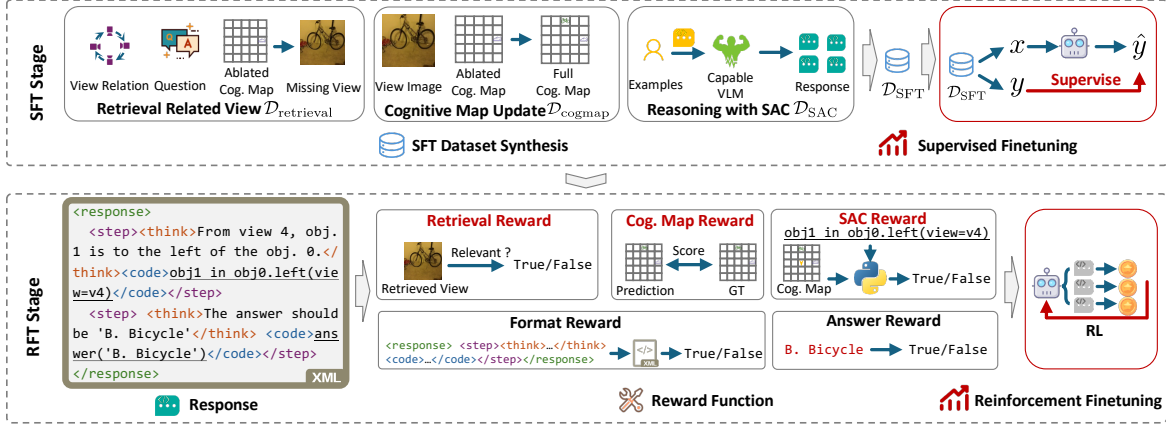 SFT Stage
View Relation
Question
Ablated
Cog. Map
Missing View
Retrieval Related View 𝒟retrieval
View Image
Ablated
Cog. Map
Full
Cog. Map
Cognitive Map Update 𝒟cogmap
Examples
Capable
VLM
Response
Reasoning with SAC 𝒟SAC
𝒟SFT
𝒟SFT
x
y
ŷ
Supervise
SFT Dataset Synthesis
Supervised Finetuning
RFT Stage
<response>
<step><think>From view 4, obj.
1 is to the left of the obj. 0.</
think><code>obj1 in obj0.left(vie
w=v4)</code></step>
<step> <think>The answer should
be 'B. Bicycle'</think> <code>ans
wer('B. Bicycle')</code></step>
</response>
XML
Response
Retrieval Reward
Relevant ?
True/False
Retrieved View
Cog. Map Reward
Score
Prediction
GT
SAC Reward
obj1 in obj0.left(view=v4)
Cog. Map
True/False
Format Reward
<response> <step><think>…</think>
<code>…</code></step></response>
</>
XML
True/False
Answer Reward
B. Bicycle
True/False
Reward Function
RL
Reinforcement Finetuning